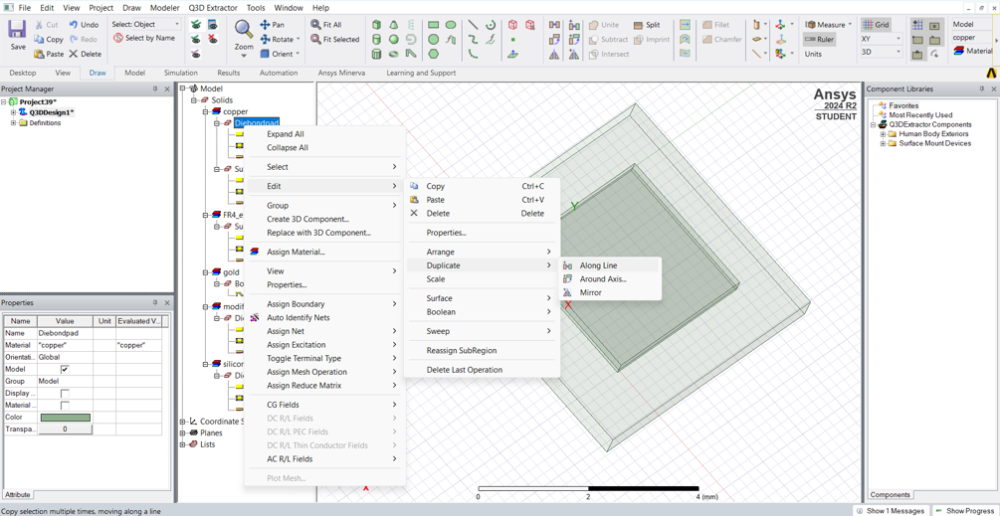 File Edit View Project Draw Modeler Q3D Extractor Tools Window Help
Save
Cut
Copy
Paste
Undo
Redo
Delete
Select: Object
Select by Name
Zoom
Pan
Rotate
Orient
Fit All
Fit Selected
Unite
Subtract
Intersect
Split
Imprint
Fillet
Chamfer
Measure
Ruler
Units
Grid
XY
3D
Model
copper
Material
Desktop View Draw Model Simulation Results Automation Ansys Minerva Learning and Support
Project Manager
Project39*
Q3DDesign1*
Definitions
Properties
Name Value Unit Evaluated V...
Name Diebondpad
Material "copper" "copper"
Orientati... Global
Model
Group Model
Display ...
Material ...
Color
Transpa... 0
Attribute
Model
Solids
copper
Diebondpad
Su
FR4_e
Su
gold
Bo
modif
Di
silicor
Di
Coordinate S
Planes
Lists
Expand All
Collapse All
Select
Edit
Group
Create 3D Component...
Replace with 3D Component...
Assign Material...
View
Properties...
Assign Boundary
Auto Identify Nets
Assign Net
Assign Excitation
Toggle Terminal Type
Assign Mesh Operation
Assign Reduce Matrix
CG Fields
DC R/L Fields
DC R/L PEC Fields
DC R/L Thin Conductor Fields
AC R/L Fields
Plot Mesh...
Copy Ctrl+C
Paste Ctrl+V
Delete Delete
Properties...
Arrange
Duplicate
Scale
Surface
Boolean
Sweep
Reassign SubRegion
Delete Last Operation
Along Line
Around Axis...
Mirror
Ansys
2024 R2
STUDENT
Y
X
X
0 2 4 (mm)
Component Libraries
Favorites
Most Recently Used
Q3DExtractor Components
Human Body Exteriors
Surface Mount Devices
Components
Copy selection multiple times, moving along a line
Show 1 Messages
Show Progress